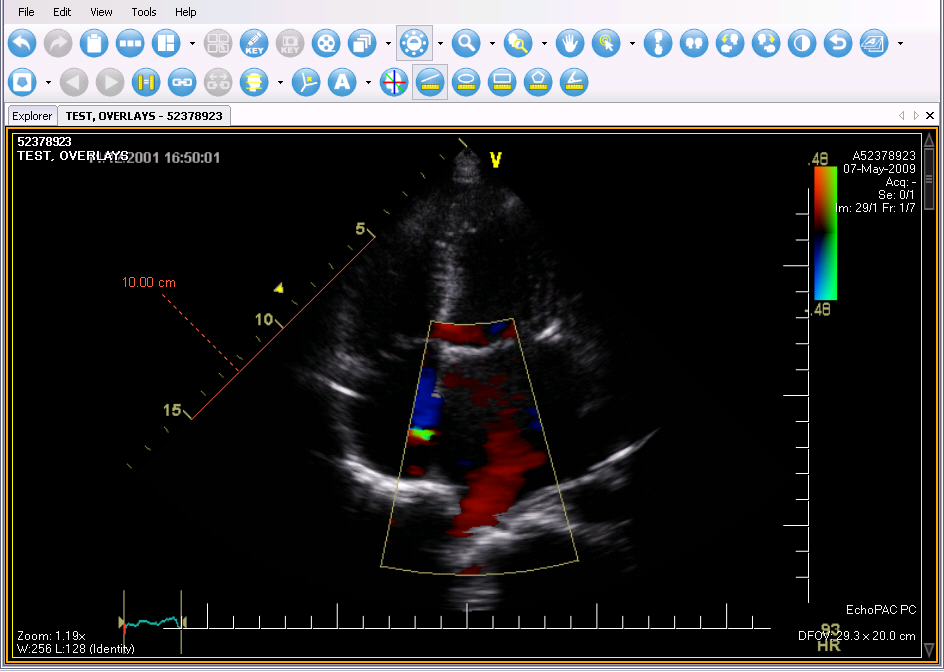 File Edit View Tools Help
KEY KEY
A
Explorer TEST, OVERLAYS - 52378923
52378923
TEST, OVERLAYS
/2001 16:50:01
V
.48
A52378923
07-May-2009
Acq: -
Se: 0/1
Im: 29/1 Fr: 1/7
5
10.00 cm
10
-.48
15
EchoPAC PC
93
Zoom: 1.19x
DFOV:29.3 x 20.0 cm
HR
W:256 L:128 (Identity)